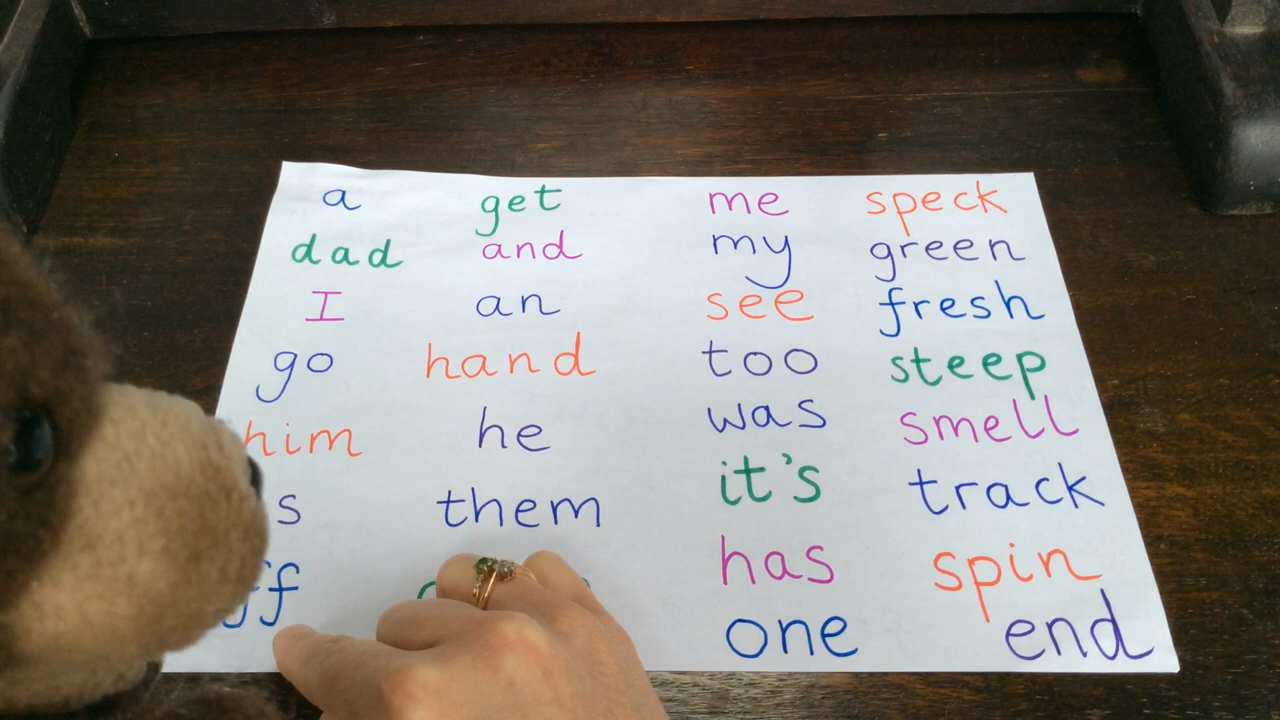 a get me speck
dad and my green
I an see fresh
go hand too steep
him he was smell
them it's track
has spin
one end